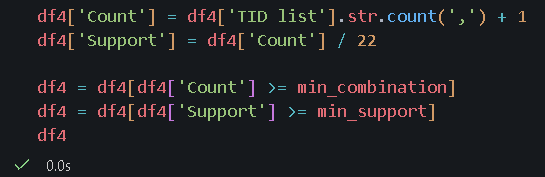 df4['Count'] = df4['TID list'].str.count(',') + 1
df4['Support'] = df4['Count'] / 22
df4 = df4[df4['Count'] >= min_combination]
df4 = df4[df4['Support'] >= min_support]
df4
0.0s